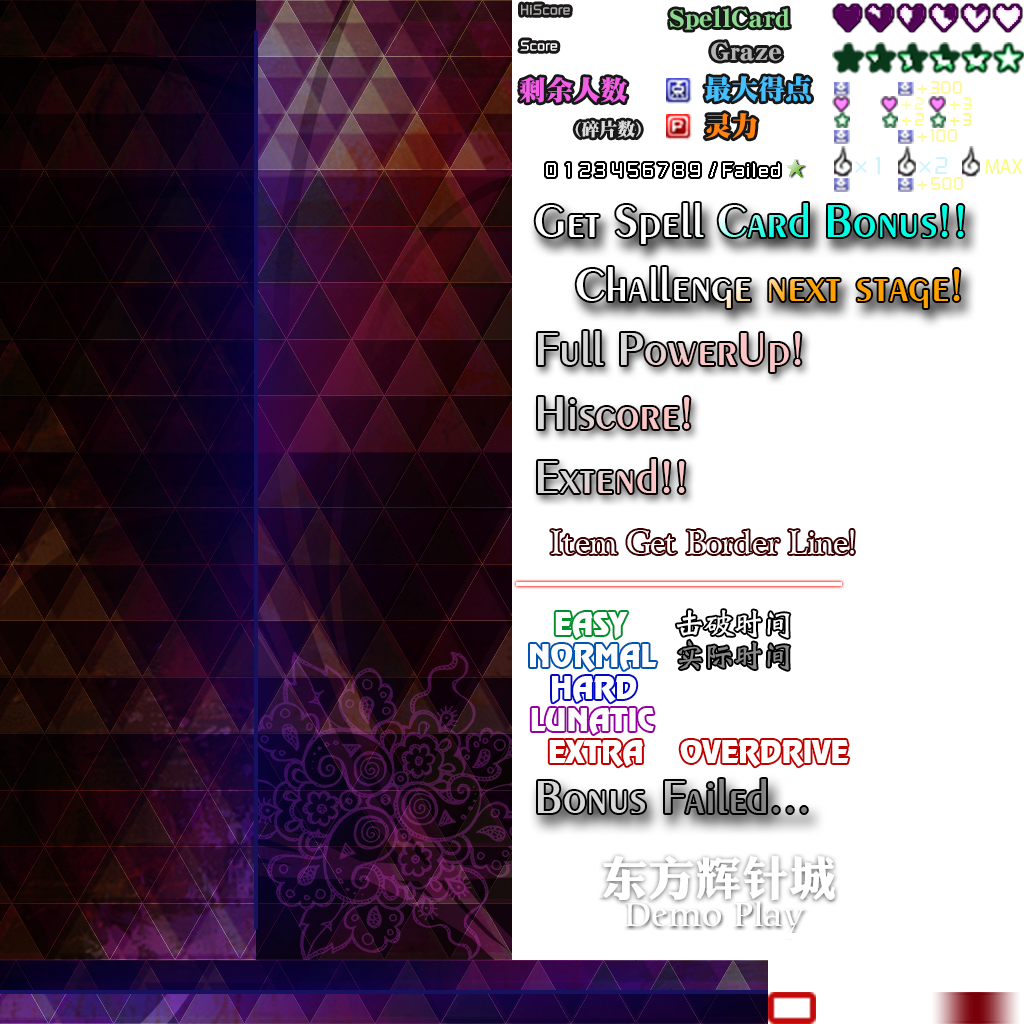 HiScore
SpellCard
Score
Graze
剩余人数
最大得点
(碎片数)
P
灵力
+300
+2 +3
+2 +3
+100
×1 ×2 MAX
+500
0123456789/Failed
Get Spell Card Bonus!!
Challenge next stage!
Full PowerUp!
Hiscore!
Extend!!
Item Get Border Line!
EASY
击破时间
NORMAL
实际时间
HARD
LUNATIC
EXTRA
OVERDRIVE
Bonus Failed...
东方辉针城
Demo Play